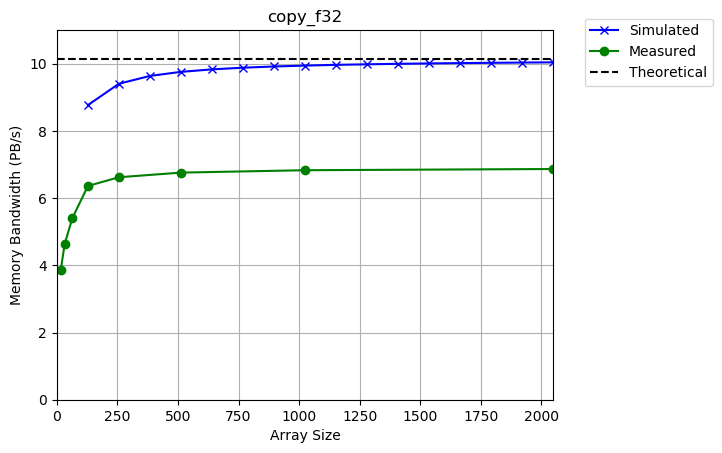 copy_f32
Simulated
Measured
Theoretical
Memory Bandwidth (PB/s)
10
8
6
4
2
0
0 250 500 750 1000 1250 1500 1750 2000
Array Size